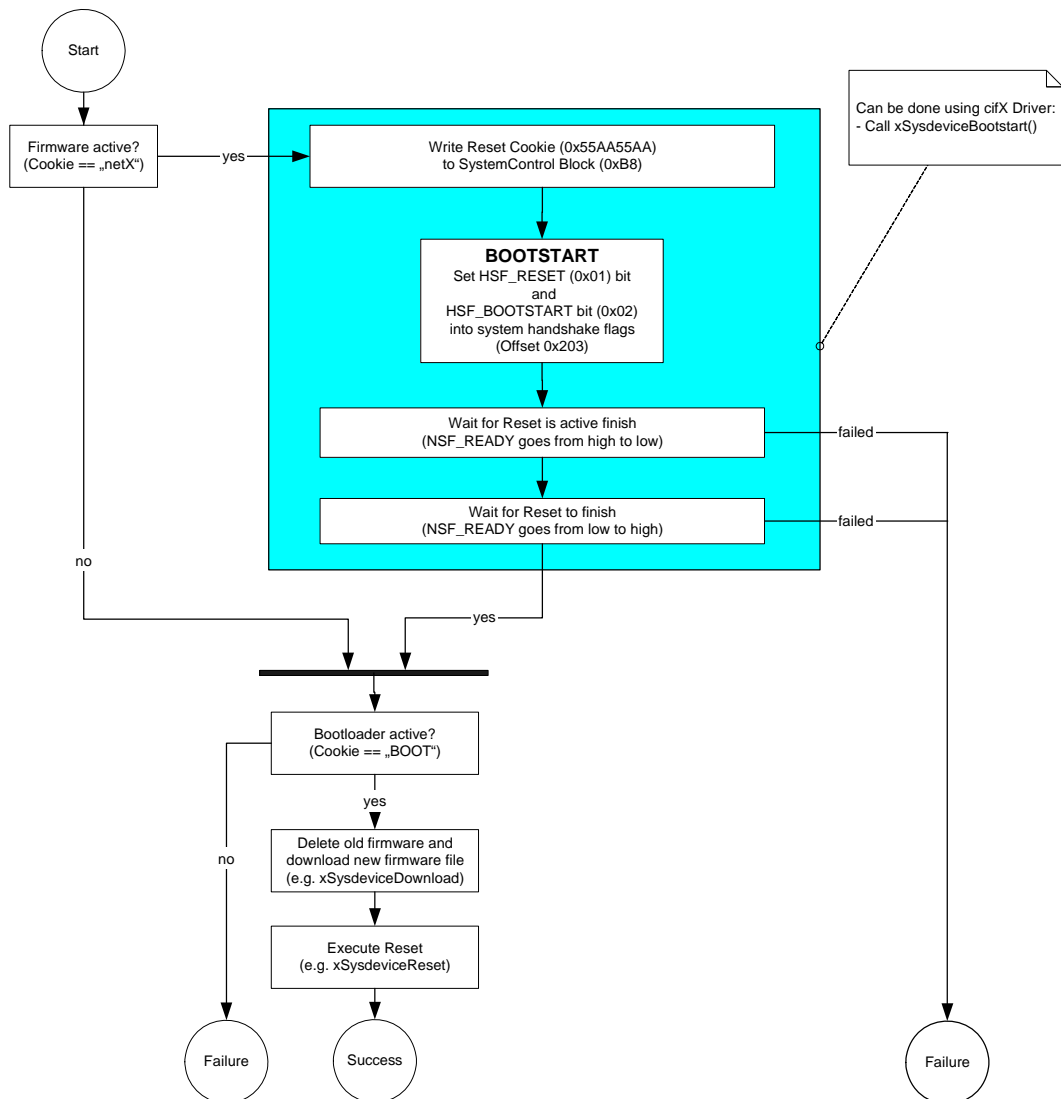 Start
Firmware active?
(Cookie == „netX“)
yes
Write Reset Cookie (0x55AA55AA)
to SystemControl Block (0xB8)
Can be done using cifX Driver:
- Call xSysdeviceBootstart()
BOOTSTART
Set HSF_RESET (0x01) bit
and
HSF_BOOTSTART bit (0x02)
into system handshake flags
(Offset 0x203)
Wait for Reset is active finish
(NSF_READY goes from high to low)
failed
Wait for Reset to finish
(NSF_READY goes from low to high)
failed
no
yes
Bootloader active?
(Cookie == „BOOT“)
yes
no
Delete old firmware and
download new firmware file
(e.g. xSysdeviceDownload)
Execute Reset
(e.g. xSysdeviceReset)
Failure
Success
Failure